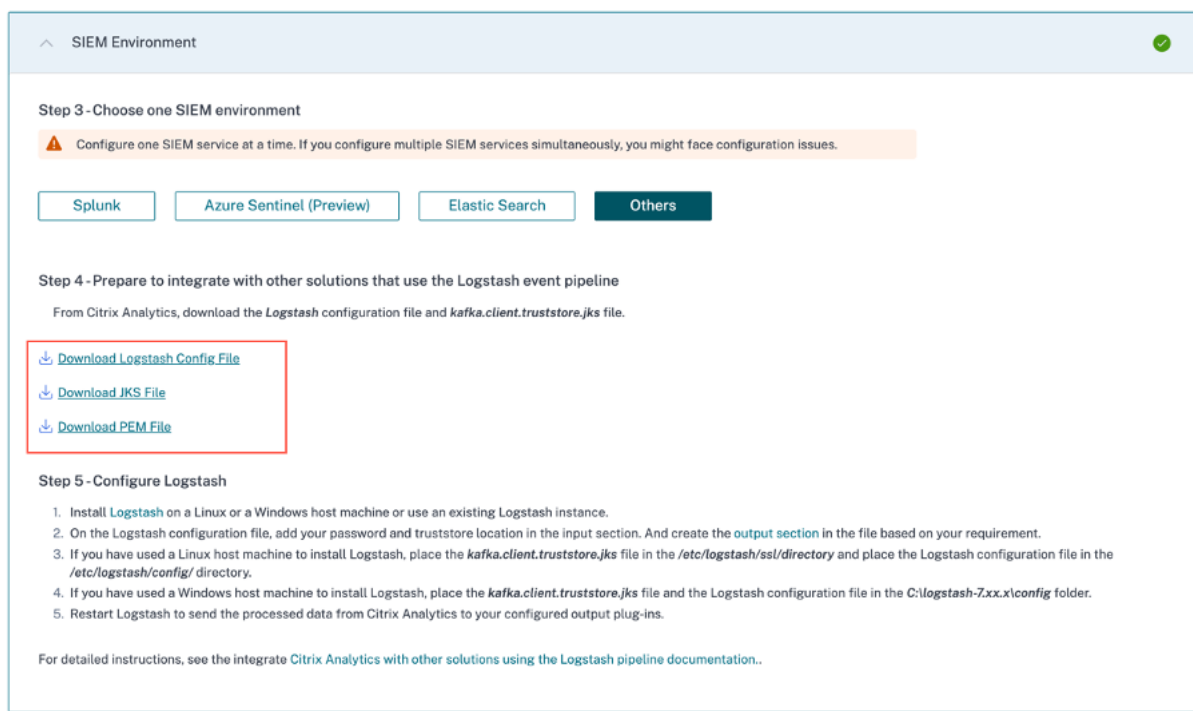 SIEM Environment
Step 3 - Choose one SIEM environment
Configure one SIEM service at a time. If you configure multiple SIEM services simultaneously, you might face configuration issues.
Splunk
Azure Sentinel (Preview)
Elastic Search
Others
Step 4 - Prepare to integrate with other solutions that use the Logstash event pipeline
From Citrix Analytics, download the Logstash configuration file and kafka.client.truststore.jks file.
Download Logstash Config File
Download JKS File
Download PEM File
Step 5 - Configure Logstash
1. Install Logstash on a Linux or a Windows host machine or use an existing Logstash instance.
2. On the Logstash configuration file, add your password and truststore location in the input section. And create the output section in the file based on your requirement.
3. If you have used a Linux host machine to install Logstash, place the kafka.client.truststore.jks file in the /etc/logstash/ssl/directory and place the Logstash configuration file in the
/etc/logstash/config/ directory.
4. If you have used a Windows host machine to install Logstash, place the kafka.client.truststore.jks file and the Logstash configuration file in the C:\logstash-7.xx.x\config folder.
5. Restart Logstash to send the processed data from Citrix Analytics to your configured output plug-ins.
For detailed instructions, see the integrate Citrix Analytics with other solutions using the Logstash pipeline documentation..